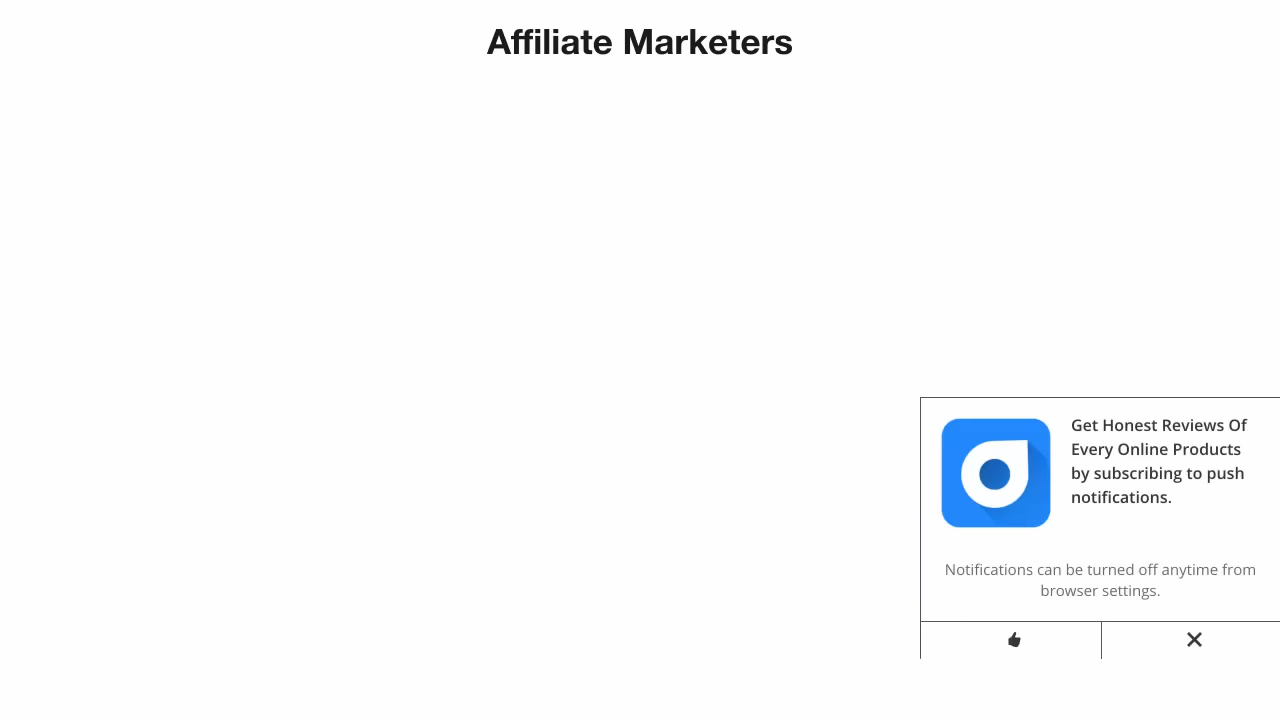 Affiliate Marketers
Get Honest Reviews Of
Every Online Products
by subscribing to push
notifications.
Notifications can be turned off anytime from
browser settings.